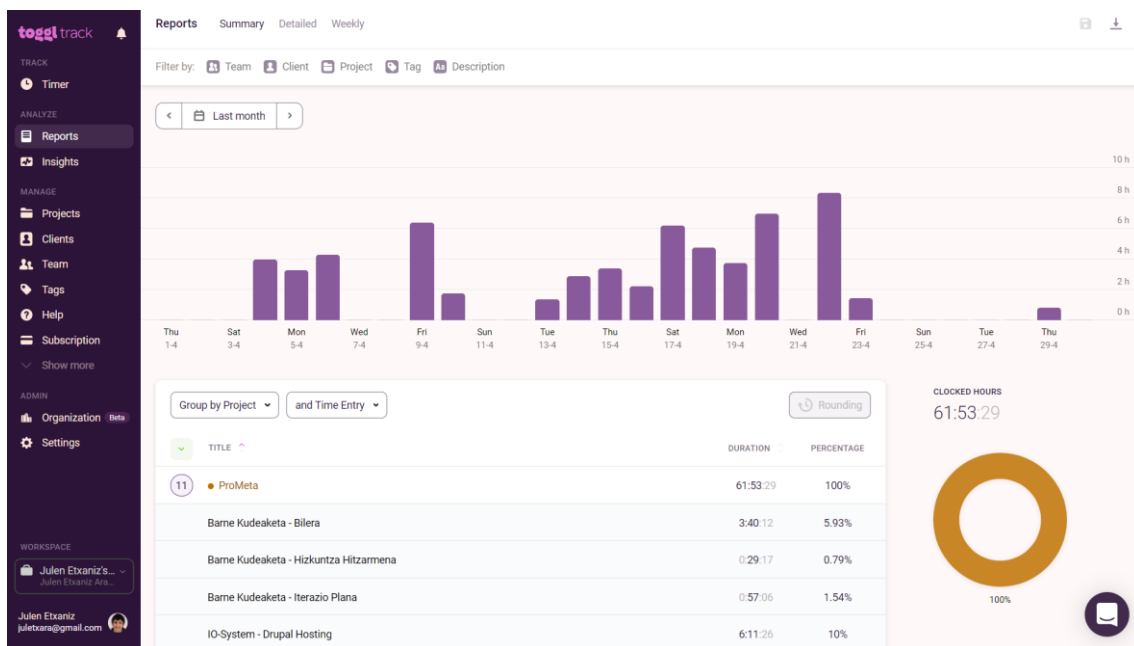 toggl track
TRACK
Timer
ANALYZE
Reports
Insights
MANAGE
Projects
Clients
Team
Tags
Help
Subscription
Show more
ADMIN
Organization Beta
Settings
WORKSPACE
Julen Etxaniz's...
Julen Etxaniz Ara...
Julen Etxaniz
juletxara@gmail.com
Reports Summary Detailed Weekly
Filter by: Team Client Project Aa Tag Description
Last month
10 h
8 h
6 h
4 h
2 h
0 h
Thu Sat Mon Wed Fri Sun Tue Thu Sat Mon Wed Fri Sun Tue Thu
1-4 3-4 5-4 7-4 9-4 11-4 13-4 15-4 17-4 19-4 21-4 23-4 25-4 27-4 29-4
Group by Project and Time Entry Rounding
TITLE DURATION PERCENTAGE
11 ProMeta 61:53:29 100%
Barne Kudeaketa - Bilera 3:40:12 5.93%
Barne Kudeaketa - Hizkuntza Hitzarmena 0:29:17 0.79%
Barne Kudeaketa - Iterazio Plana 0:57:06 1.54%
IO-System - Drupal Hosting 6:11:26 10%
CLOCKED HOURS
61:53:29
100%